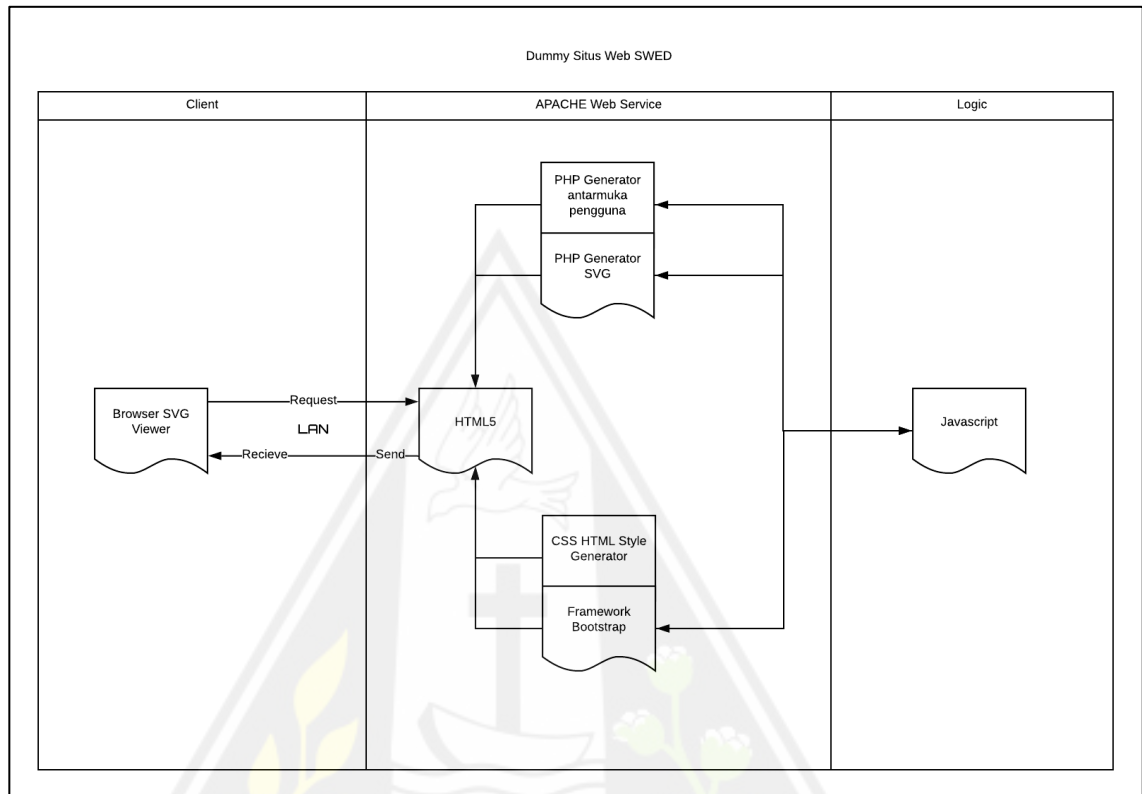 Dummy Situs Web SWED
Client
APACHE Web Service
Logic
PHP Generator
antarmuka
pengguna
PHP Generator
SVG
Browser SVG
Viewer
Request
LAN
Recieve
Send
HTML5
Javascript
CSS HTML Style
Generator
Framework
Bootstrap